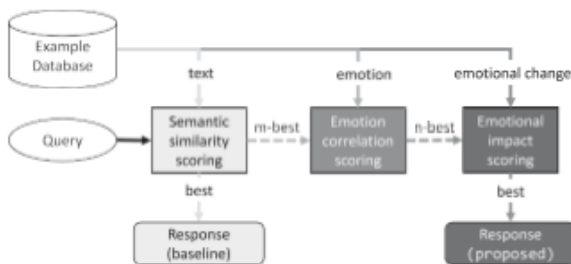 Example
Database
text
emotion
emotional change
Query
Semantic
similarity
scoring
m-best
Emotion
correlation
scoring
n-best
Emotional
impact
scoring
best
best
Response
(baseline)
Response
(proposed)